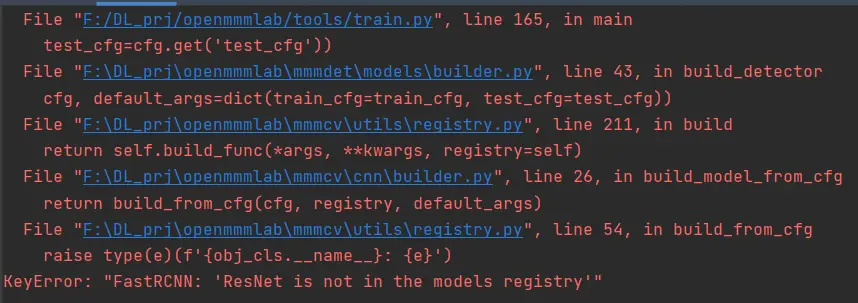 File "F:/DL_prj/openmmmlab/tools/train.py", line 165, in main
test_cfg=cfg.get('test_cfg'))
File "F:\DL_prj\openmmmlab\mmmdet\models\builder.py", line 43, in build_detector
cfg, default_args=dict(train_cfg=train_cfg, test_cfg=test_cfg))
File "F:\DL_prj\openmmmlab\mmmcv\utils\registry.py", line 211, in build
return self.build_func(*args, **kwargs, registry=self)
File "F:\DL_prj\openmmmlab\mmmcv\cnn\builder.py", line 26, in build_model_from_cfg
return build_from_cfg(cfg, registry, default_args)
File "F:\DL_prj\openmmmlab\mmmcv\utils\registry.py", line 54, in build_from_cfg
raise type(e)(f'{obj_cls.__name__}: {e}')
KeyError: "FastRCNN: 'ResNet is not in the models registry'"